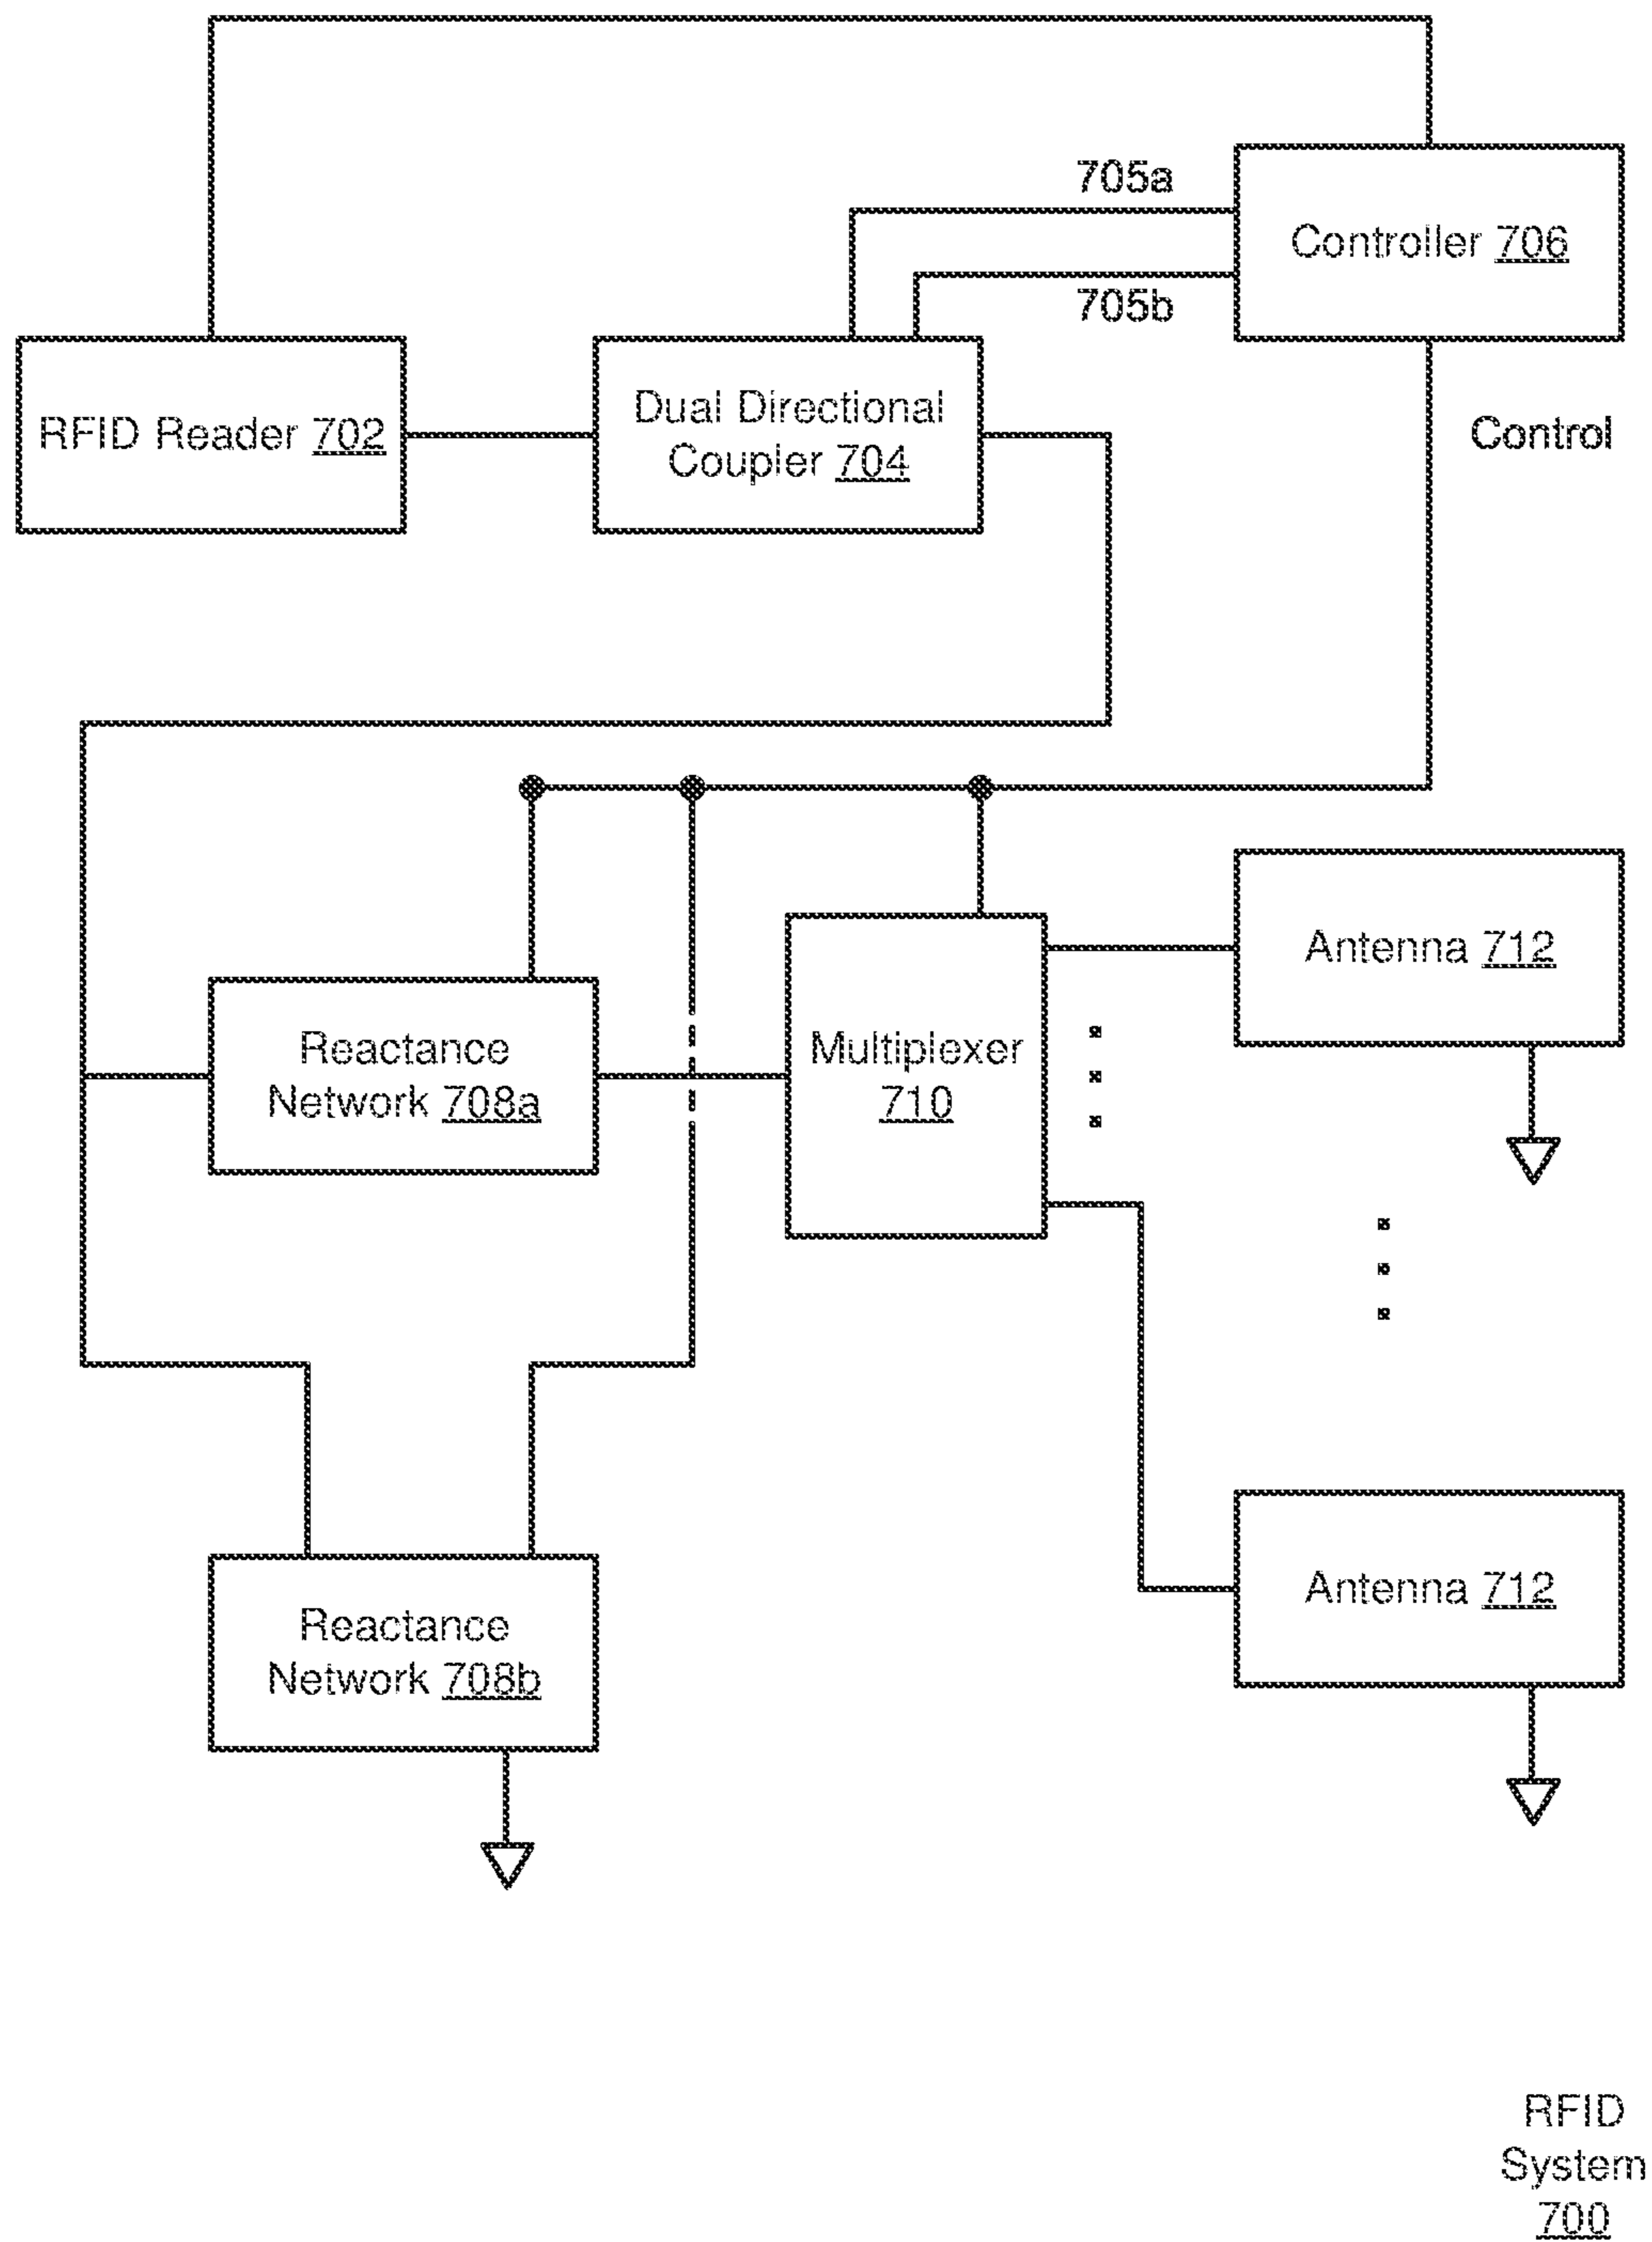 705a
Controller 706
705b
RFID Reader 702
Dual Directional
Coupler 704
Control
Antenna 712
Reactance
Network 708a
Multiplexer
710
Antenna 712
Reactance
Network 708b
RFID
System
700